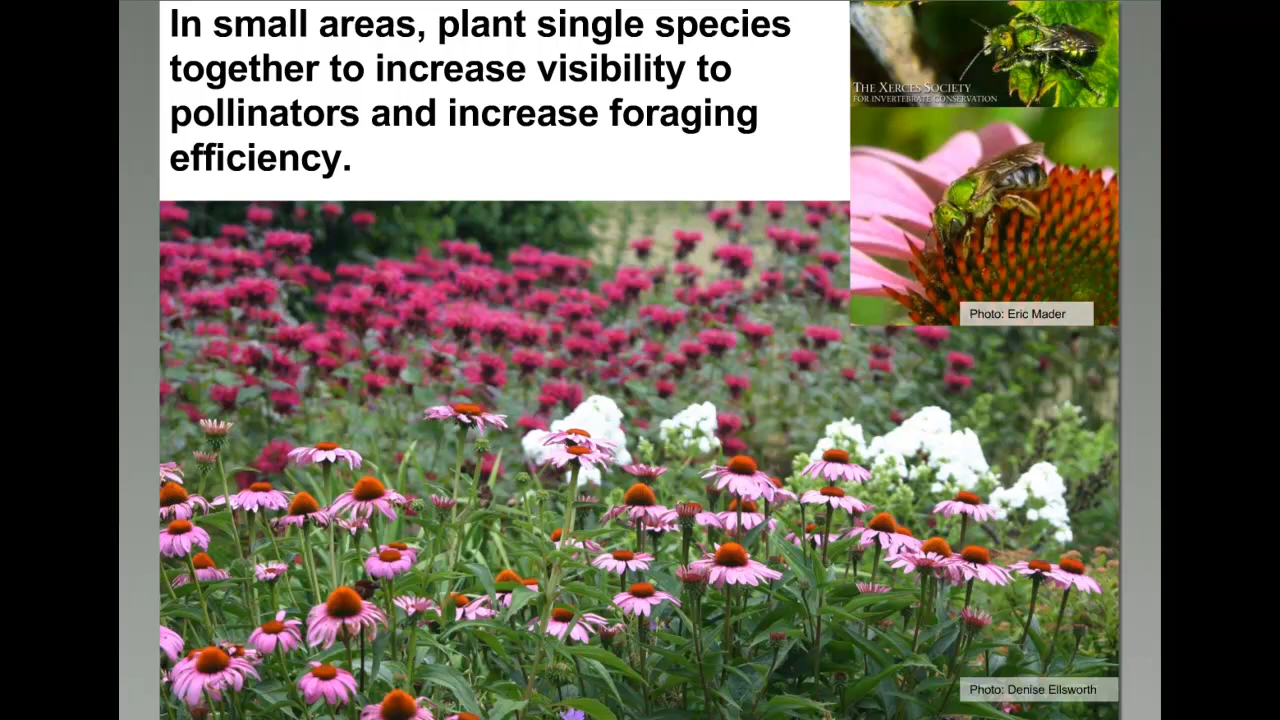 In small areas, plant single species
together to increase visibility to
pollinators and increase foraging
efficiency.
THE XERCES SOCIETY
FOR INVERTEBRATE CONSERVATION
Photo: Eric Mader
Photo: Denise Ellsworth